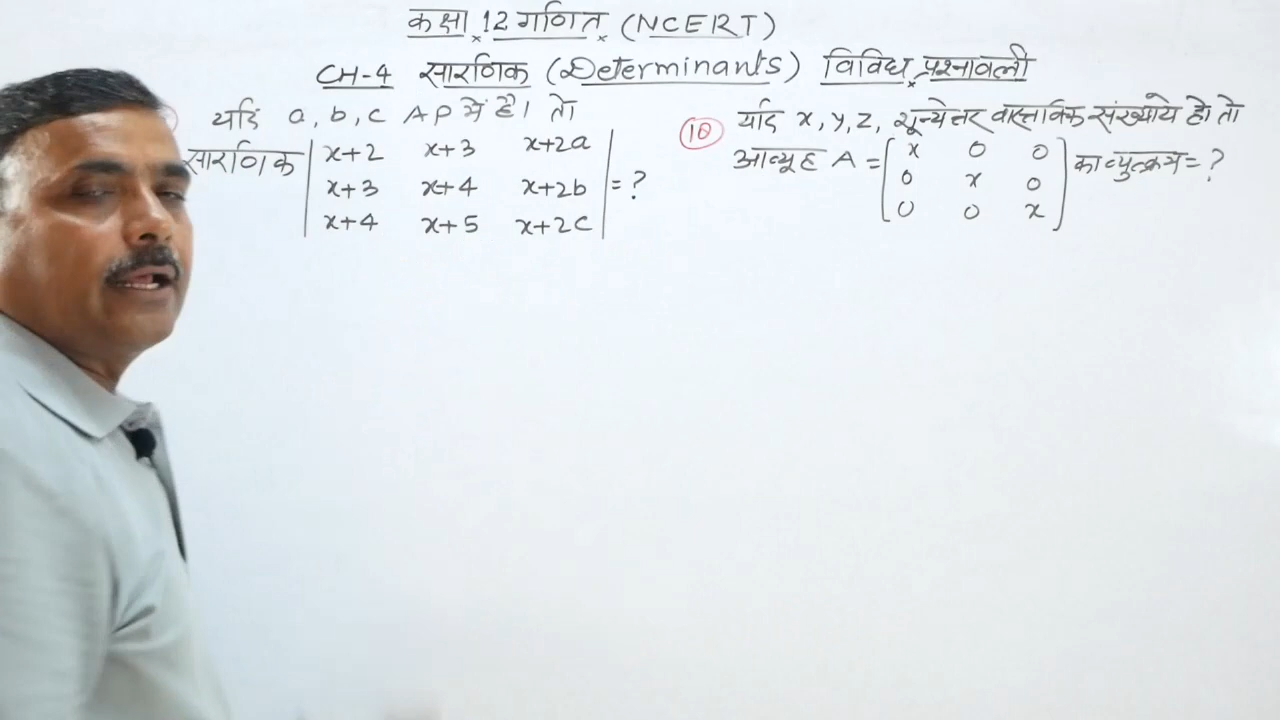 कक्षा 12 गणित (NCERT)
CH-4 सारणिक (Determinants) विविध प्रश्नावली
यदि a, b, c AP में है। तो
सारणिक | x+2 x+3 x+2a |
| x+3 x+4 x+2b | = ?
| x+4 x+5 x+2c |
(10) यदि x, y, z, शून्येत्तर वास्तविक संख्याये हो तो
आव्यूह A = [ x 0 0 ] का व्युत्क्रम = ?
[ 0 x 0 ]
[ 0 0 x ]